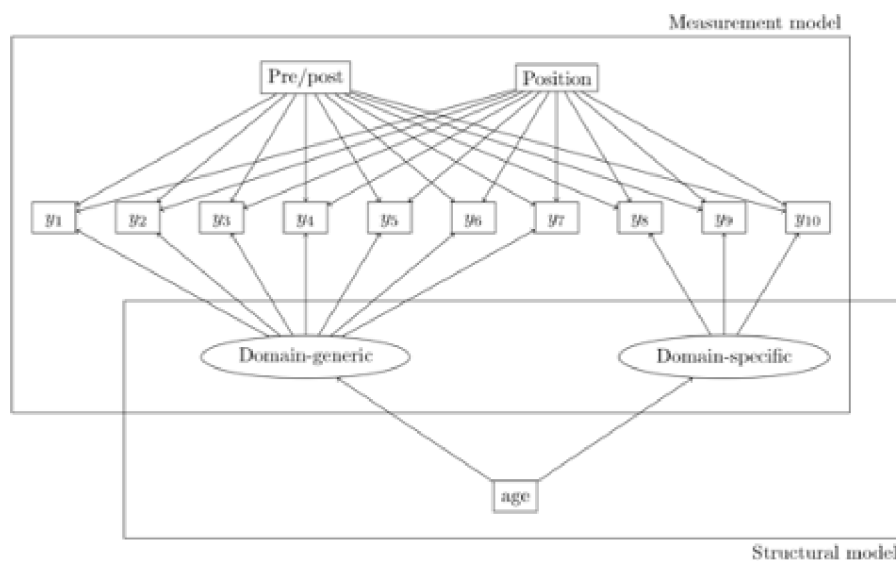 Measurement model
Pre/post
Position
y1
y2
y3
y4
y5
y6
y7
y8
y9
y10
Domain-generic
Domain-specific
age
Structural model